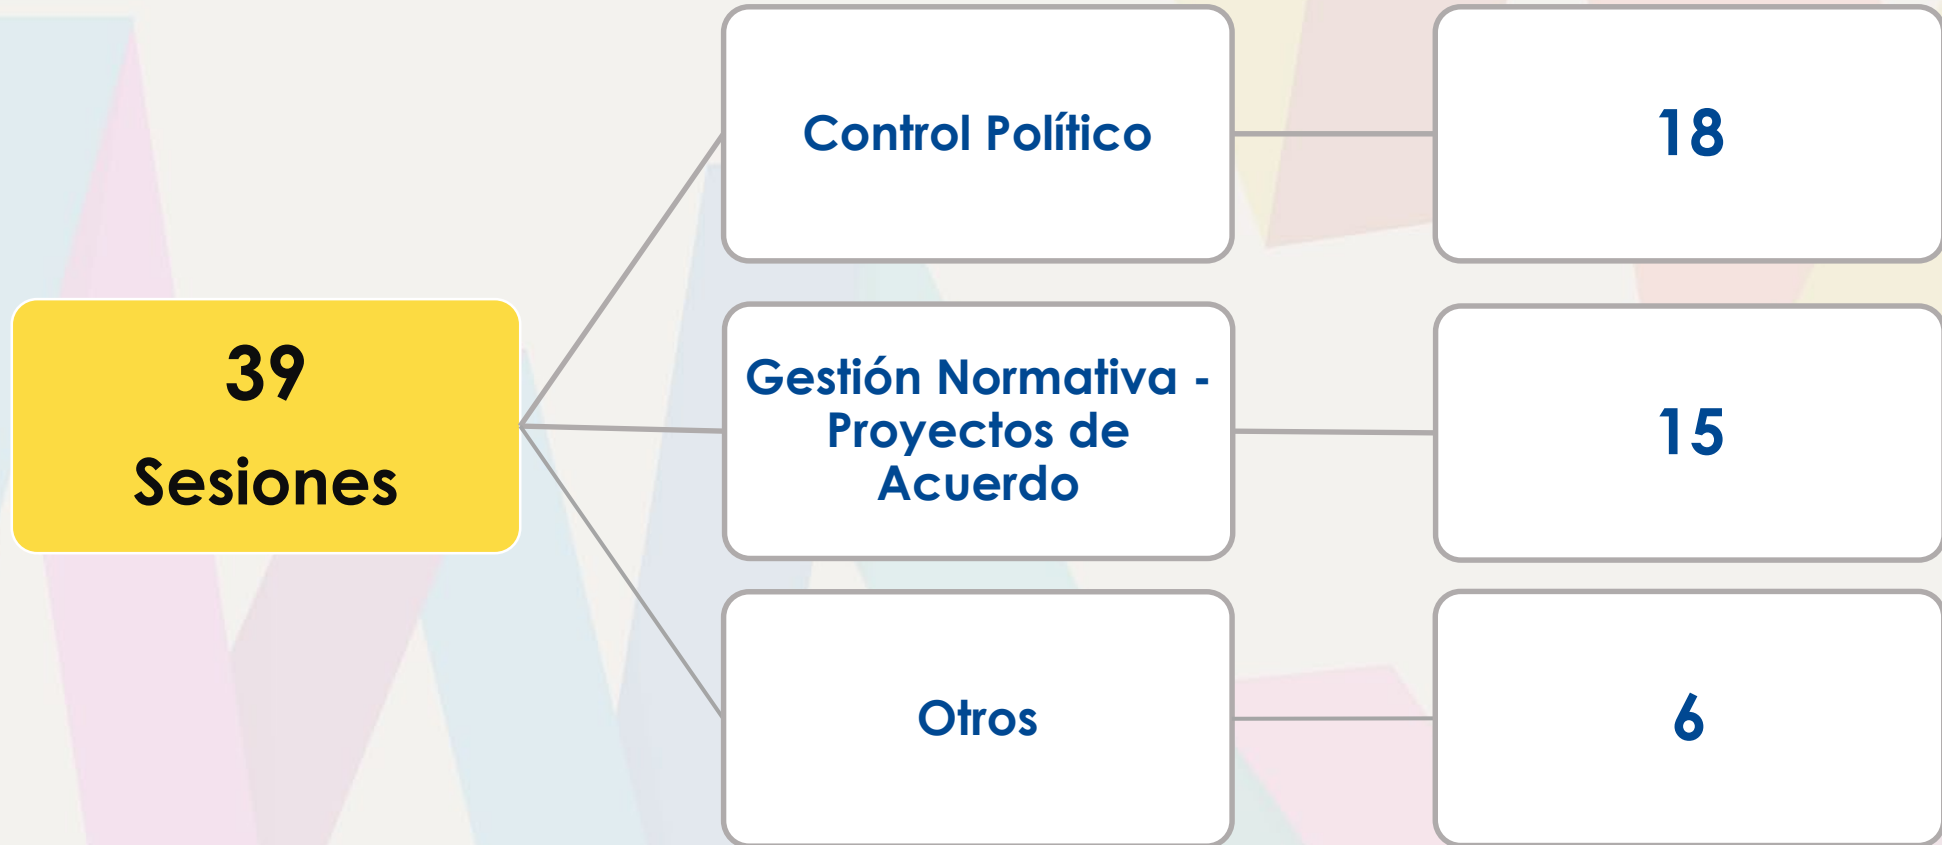 39
Sesiones
Control Político
18
Gestión Normativa -
Proyectos de
Acuerdo
15
Otros
6